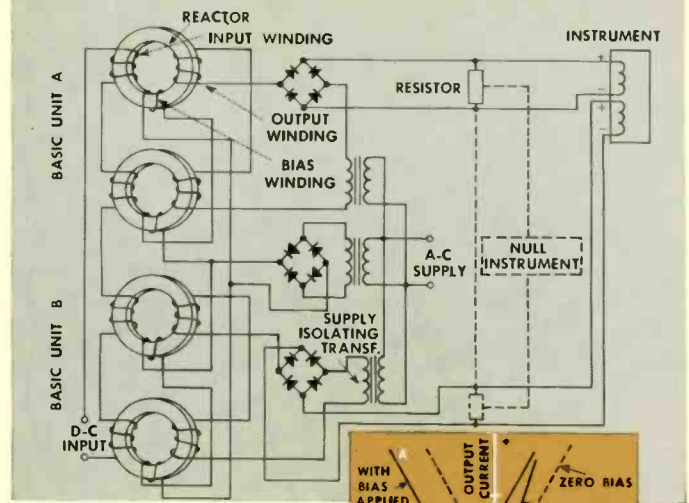 REACTOR
INPUT WINDING
INSTRUMENT
BASIC UNIT A
RESISTOR
+
-
+
-
OUTPUT
WINDING
BIAS
WINDING
A-C
SUPPLY
NULL
INSTRUMENT
BASIC UNIT B
SUPPLY
ISOLATING
TRANSF.
D-C
INPUT
A
WITH
BIAS
APPLIED
OUTPUT
CURRENT
+
ZERO BIAS